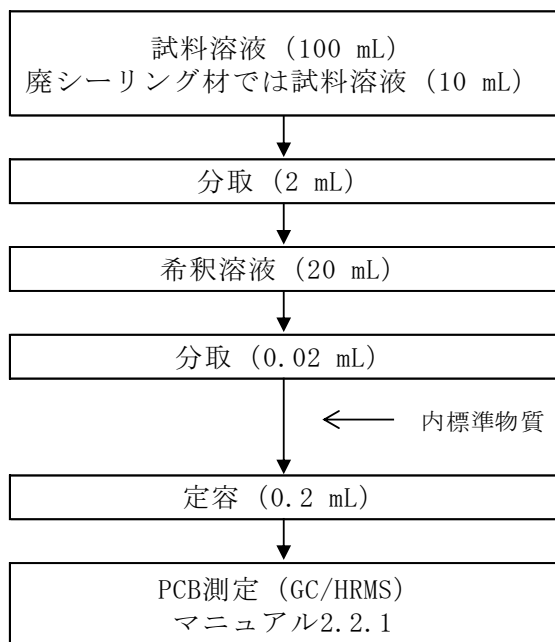 試料溶液 (100 mL)
廃シーリング材では試料溶液 (10 mL)
分取 (2 mL)
希釈溶液 (20 mL)
分取 (0.02 mL)
内標準物質
定容 (0.2 mL)
PCB測定 (GC/HRMS)
マニュアル2.2.1